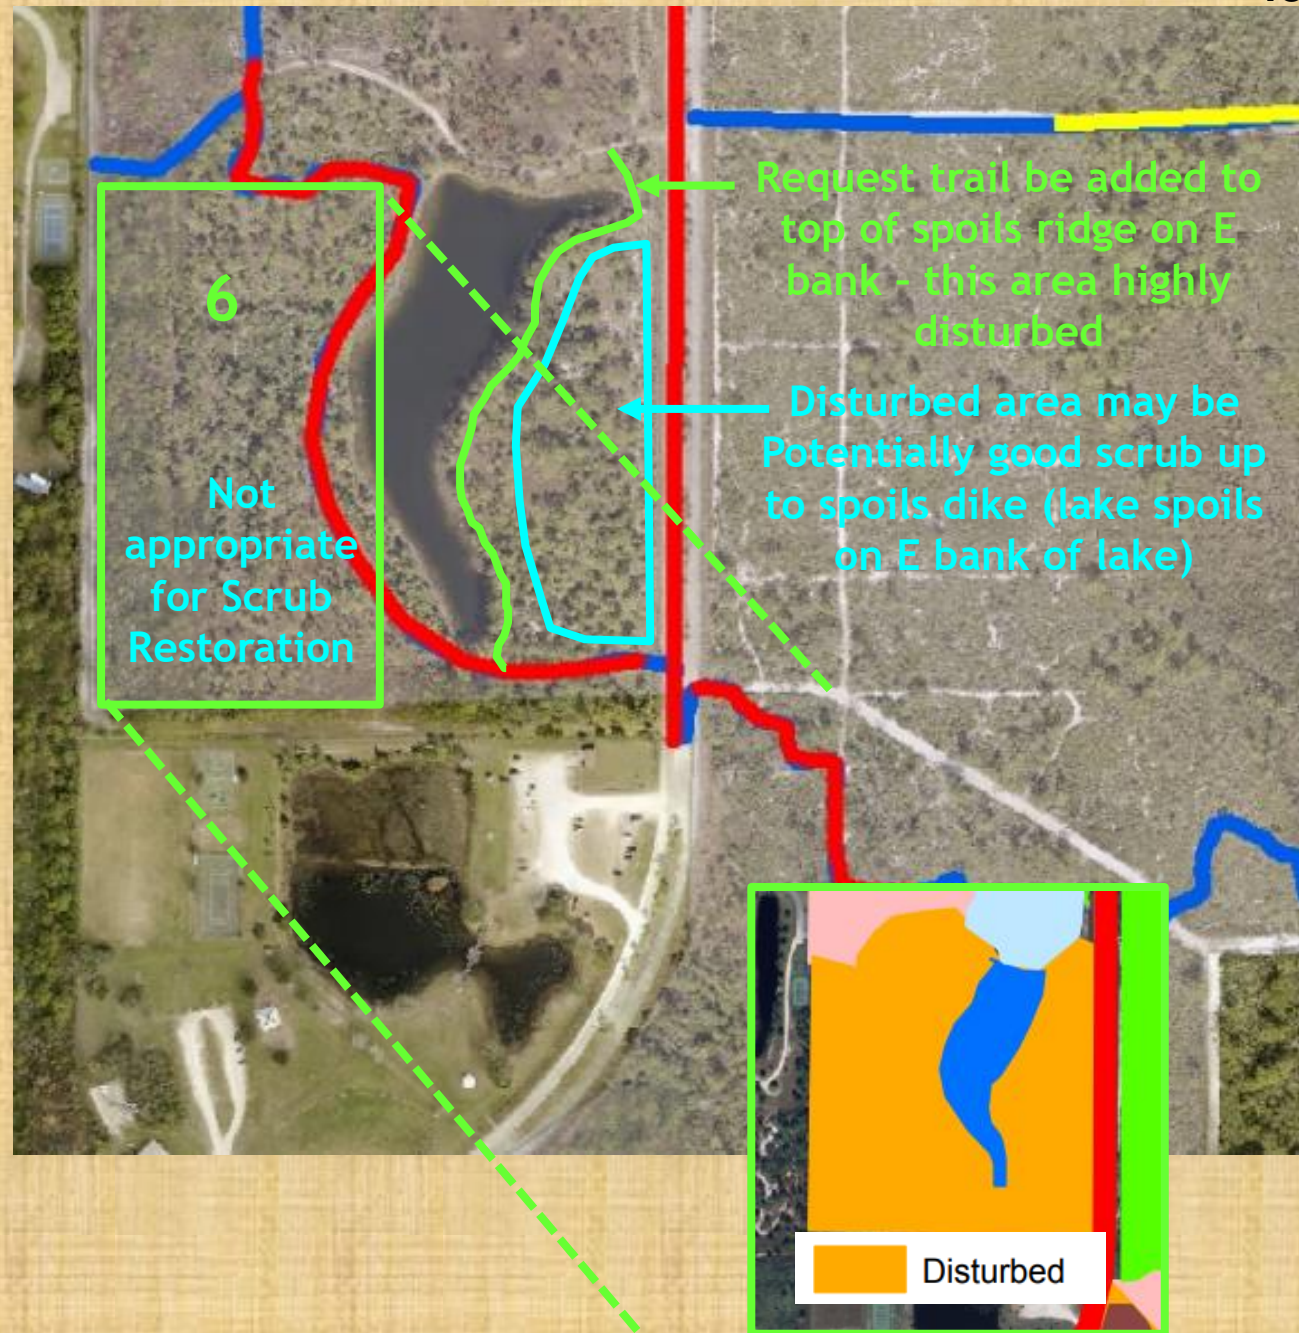 Request trail be added to
top of spoils ridge on E
bank – this area highly
disturbed
6
Disturbed area may be
Potentially good scrub up
to spoils dike (lake spoils
on E bank of lake)
Not
appropriate
for Scrub
Restoration
Disturbed